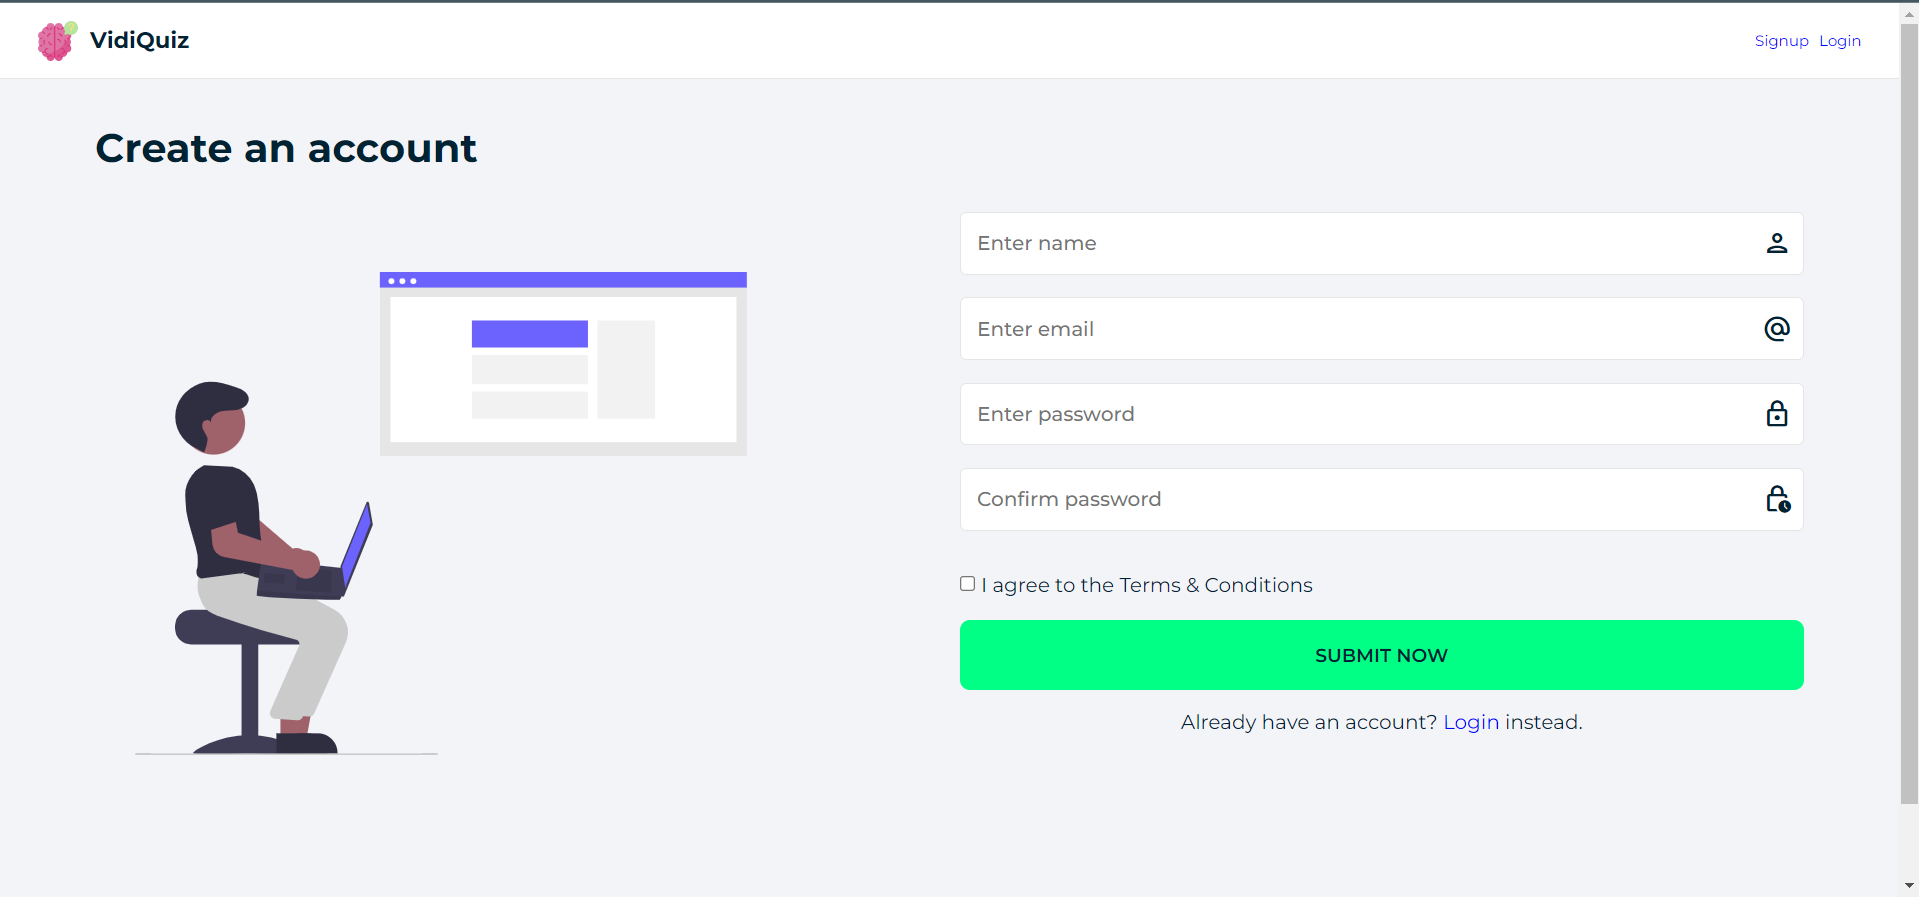 VidiQuiz
Signup Login
Create an account
Enter name
Enter email
Enter password
Confirm password
I agree to the Terms & Conditions
SUBMIT NOW
Already have an account? Login instead.